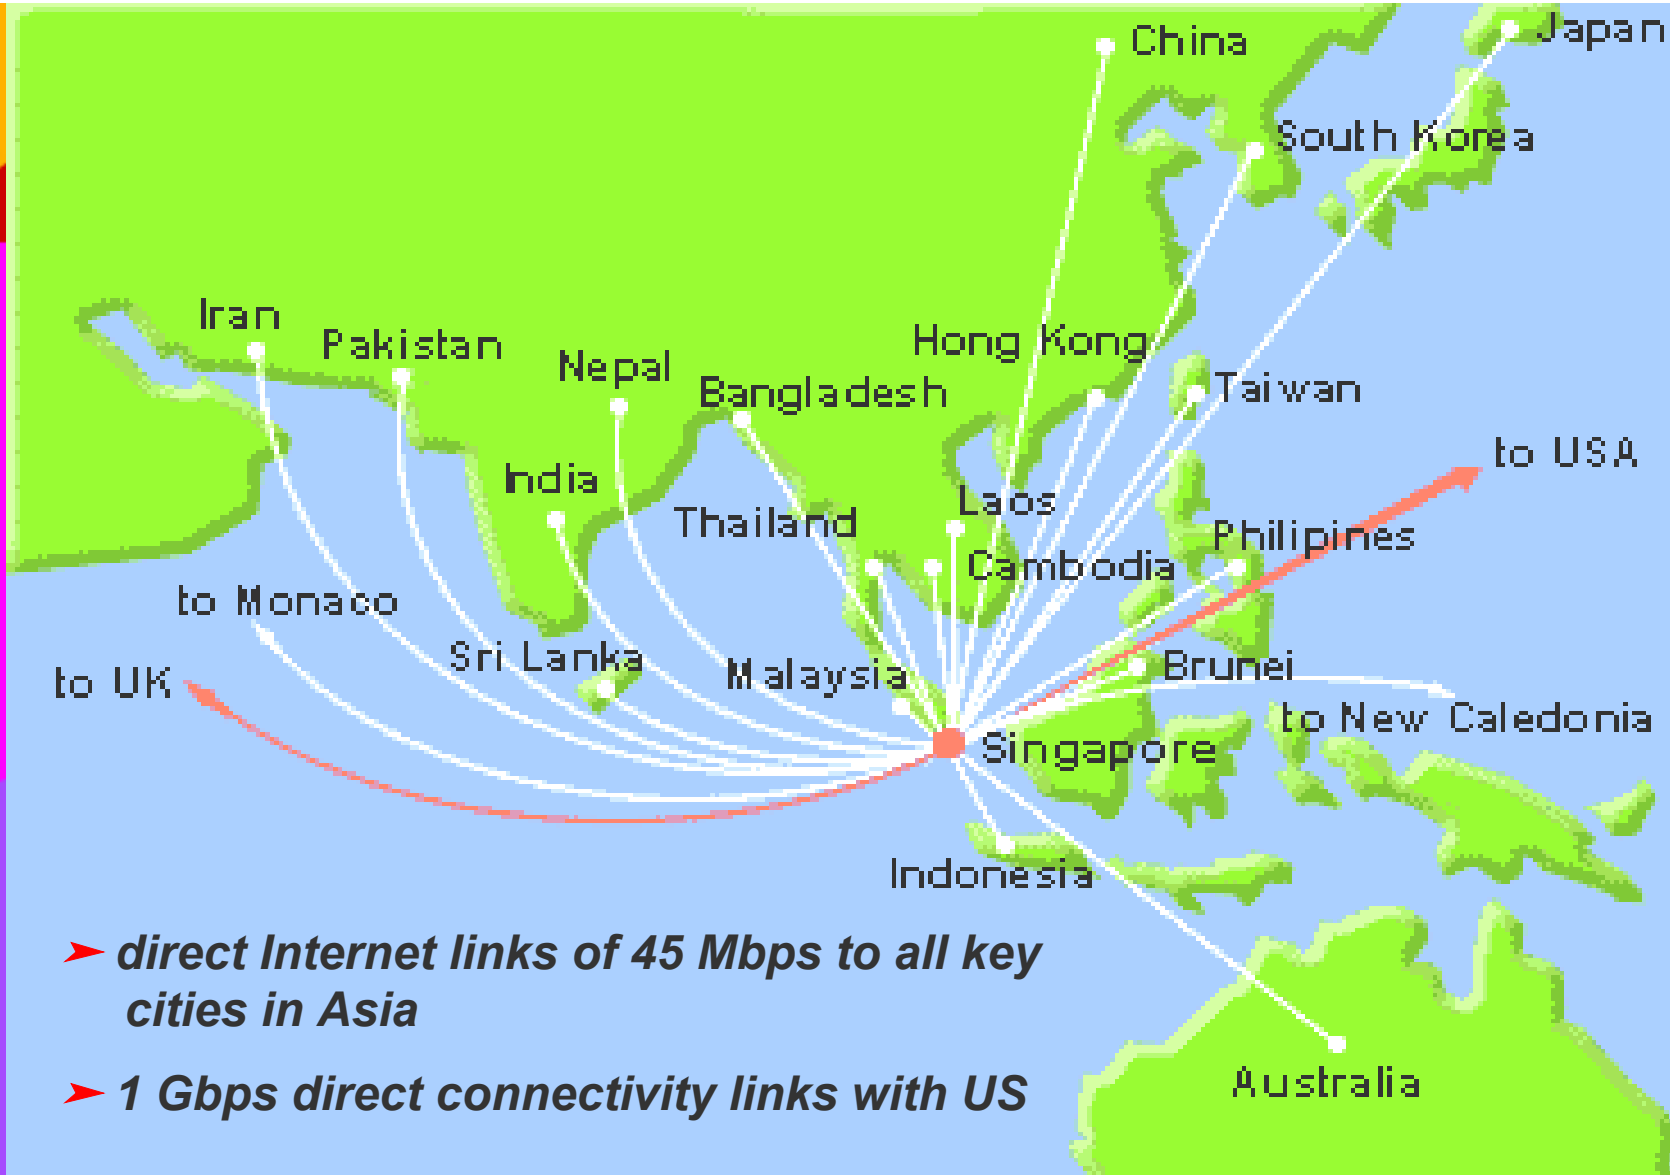 China
Japan
South Korea
Iran
Pakistan
Nepal
Hong Kong
Bangladesh
Taiwan
to USA
India
Laos
Thailand
Philipines
Cambodia
to Monaco
Sri Lanka
Malaysia
Brunei
to UK
to New Caledonia
Singapore
Indonesia
direct Internet links of 45 Mbps to all key
cities in Asia
Australia
1 Gbps direct connectivity links with US